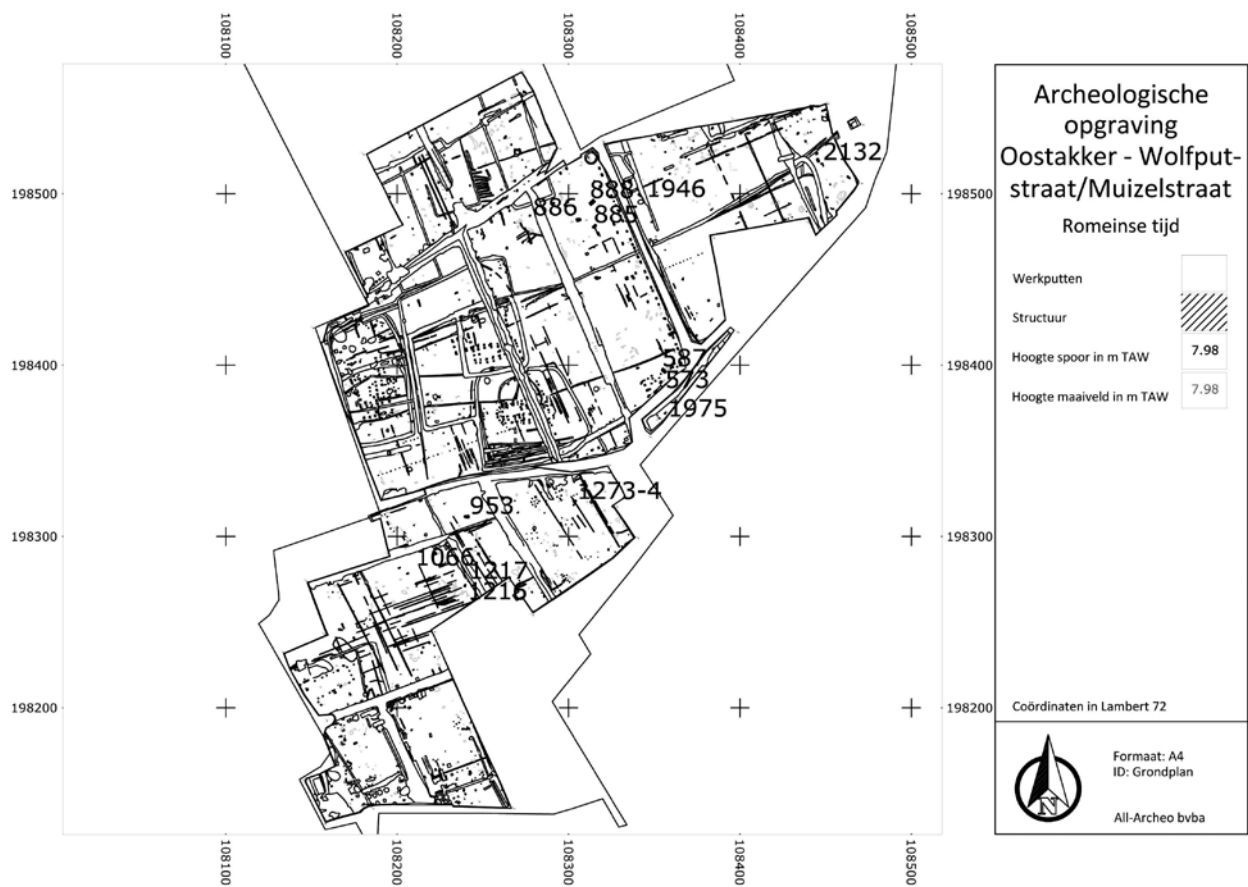 108100
108200
108300
108400
108500
198500
198400
198300
198200
2132
888
1946
886
885
587
573
1975
1273-4
953
1066
1217
1216
198500
198400
198300
198200
108100
108200
108300
108400
108500
Archeologische
opgraving
Oostakker - Wolfput-
straat/Muizelstraat
Romeinse tijd
Werkputten
Structuur
Hoogte spoor in m TAW
7.98
Hoogte maaiveld in m TAW
7.98
Coördinaten in Lambert 72
N
Formaat: A4
ID: Grondplan
All-Archeo bvba